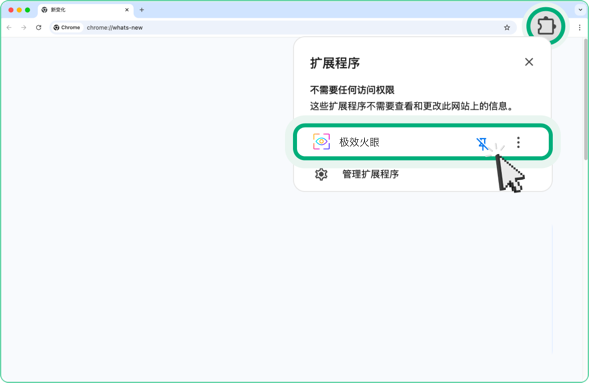 新变化
Chrome
chrome://whats-new
扩展程序
不需要任何访问权限
这些扩展程序不需要查看和更改此网站上的信息。
极效火眼
管理扩展程序